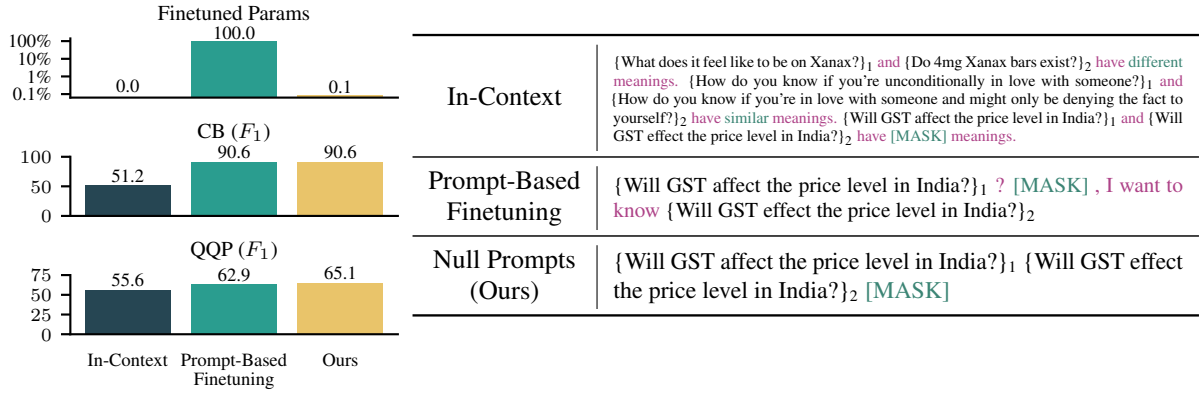 Finetuned Params
100%
10%
1%
0.1%
0.0
100.0
0.1
CB (F₁)
100
50
0
51.2
90.6
90.6
QQP (F₁)
75
50
25
0
55.6
62.9
65.1
In-Context
Prompt-Based
Finetuning
Ours
In-Context
{What does it feel like to be on Xanax?}₁ and {Do 4mg Xanax bars exist?}₂ have different
meanings. {How do you know if you're unconditionally in love with someone?}₁ and
{How do you know if you're in love with someone and might only be denying the fact to
yourself?}₂ have similar meanings. {Will GST affect the price level in India?}₁ and {Will
GST effect the price level in India?}₂ have [MASK] meanings.
Prompt-Based
Finetuning
{Will GST affect the price level in India?}₁ ? [MASK] , I want to
know {Will GST effect the price level in India?}₂
Null Prompts
(Ours)
{Will GST affect the price level in India?}₁ {Will GST effect
the price level in India?}₂ [MASK]